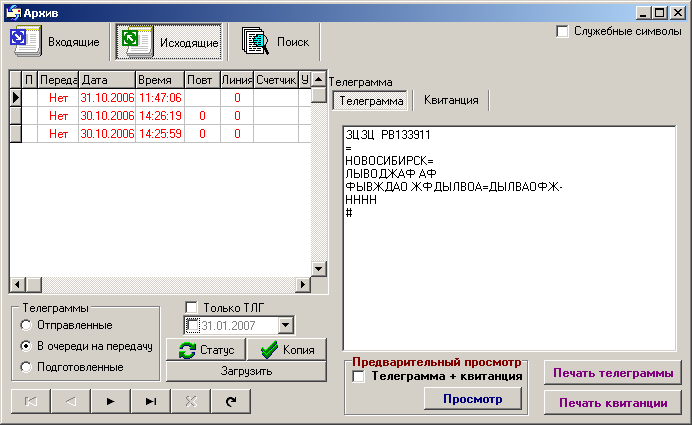 Архив
Входящие
Исходящие
Поиск
Служебные символы
П Переда Дата Время Повт Линия Счетчик У
Нет 31.10.2006 11:47:06 0
Нет 30.10.2006 14:26:19 0 0
Нет 30.10.2006 14:25:59 0 0
Телеграмма
Телеграмма Квитанция
ЗЦЗЦ РВ133911
=
НОВОСИБИРСК=
ЛЫВОДЖАФ АФ
ФЫВЖДАО ЖФДЫЛВОА=ДЫЛВАОФЖ-
НННН
#
Телеграммы
Отправленные
В очереди на передачу
Подготовленные
Только ТЛГ
31.01.2007
Статус
Копия
Загрузить
Предварительный просмотр
Телеграмма + квитанция
Просмотр
Печать телеграммы
Печать квитанции